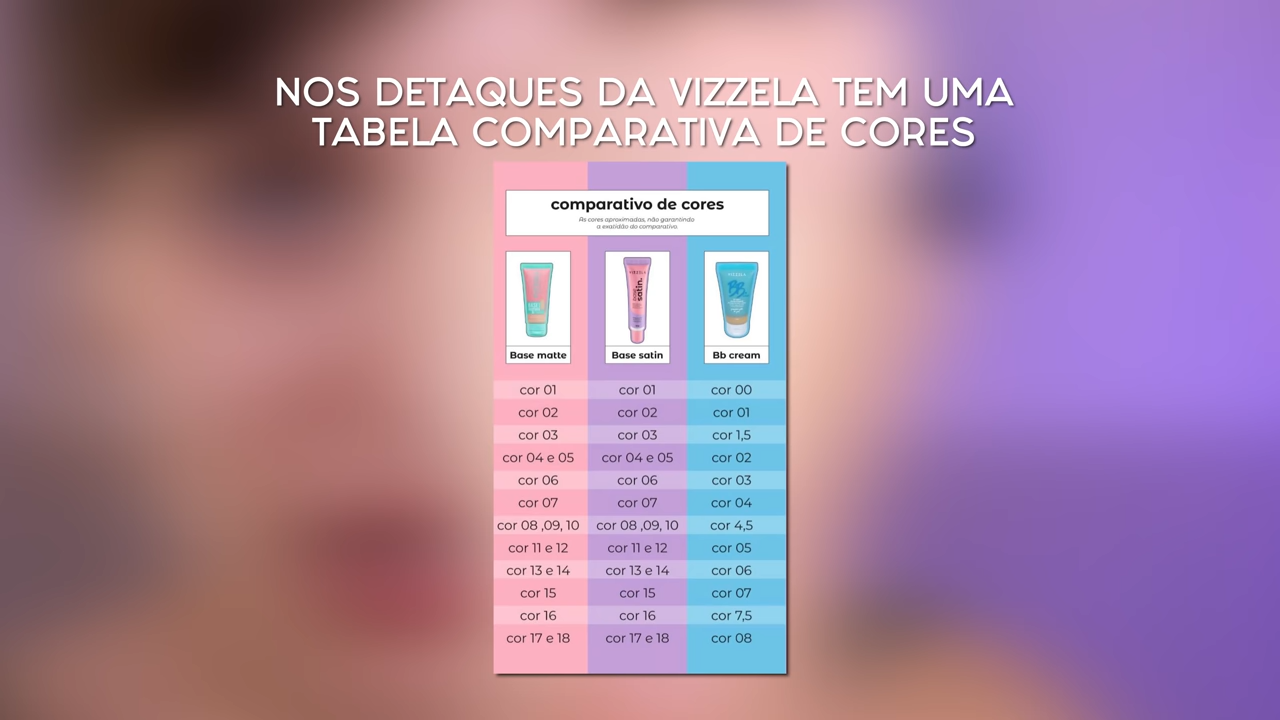 NOS DETAQUES DA VIZZELA TEM UMA
TABELA COMPARATIVA DE CORES
comparativo de cores
As cores aproximadas, não garantindo
a exatidão do comparativo.
VIZZELA
satin.
VIZZELA
BB
Base matte
Base satin
Bb cream
cor 01 cor 01 cor 00
cor 02 cor 02 cor 01
cor 03 cor 03 cor 1,5
cor 04 e 05 cor 04 e 05 cor 02
cor 06 cor 06 cor 03
cor 07 cor 07 cor 04
cor 08 ,09, 10 cor 08 ,09, 10 cor 4,5
cor 11 e 12 cor 11 e 12 cor 05
cor 13 e 14 cor 13 e 14 cor 06
cor 15 cor 15 cor 07
cor 16 cor 16 cor 7,5
cor 17 e 18 cor 17 e 18 cor 08